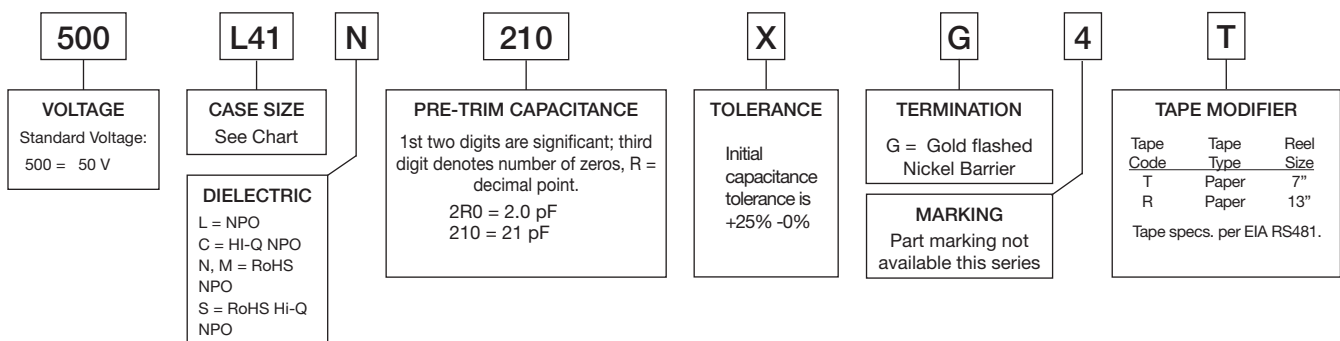 500 L41 N 210 X G 4 T
VOLTAGE
Standard Voltage:
500 = 50 V
CASE SIZE
See Chart
DIELECTRIC
L = NPO
C = HI-Q NPO
N, M = RoHS
NPO
S = RoHS Hi-Q
NPO
PRE-TRIM CAPACITANCE
1st two digits are significant; third
digit denotes number of zeros, R =
decimal point.
2R0 = 2.0 pF
210 = 21 pF
TOLERANCE
Initial
capacitance
tolerance is
+25% -0%
TERMINATION
G = Gold flashed
Nickel Barrier
MARKING
Part marking not
available this series
TAPE MODIFIER
Tape Tape Reel
Code Type Size
T Paper 7”
R Paper 13”
Tape specs. per EIA RS481.